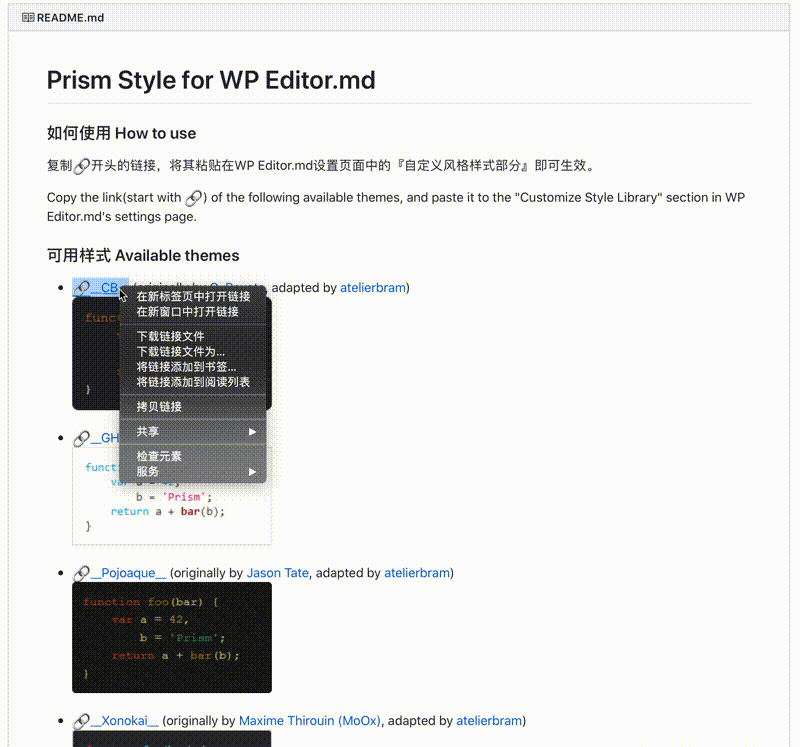 README.md
Prism Style for WP Editor.md
如何使用 How to use
复制🔗开头的链接，将其粘贴在WP Editor.md设置页面中的『自定义风格样式部分』即可生效。
Copy the link(start with 🔗) of the following available themes, and paste it to the "Customize Style Library" section in WP
Editor.md's settings page.
可用样式 Available themes
🔗__CB adapted by atelierbram)
func
}
在新标签页中打开链接
在新窗口中打开链接
下载链接文件
下载链接文件为...
将链接添加到书签...
将链接添加到阅读列表
拷贝链接
共享
检查元素
服务
🔗__GH
funct
var a = 42,
b = 'Prism';
return a + bar(b);
}
🔗__Pojoaque__ (originally by Jason Tate, adapted by atelierbram)
function foo(bar) {
var a = 42,
b = 'Prism';
return a + bar(b);
}
🔗__Xonokai__ (originally by Maxime Thirouin (MoOx), adapted by atelierbram)